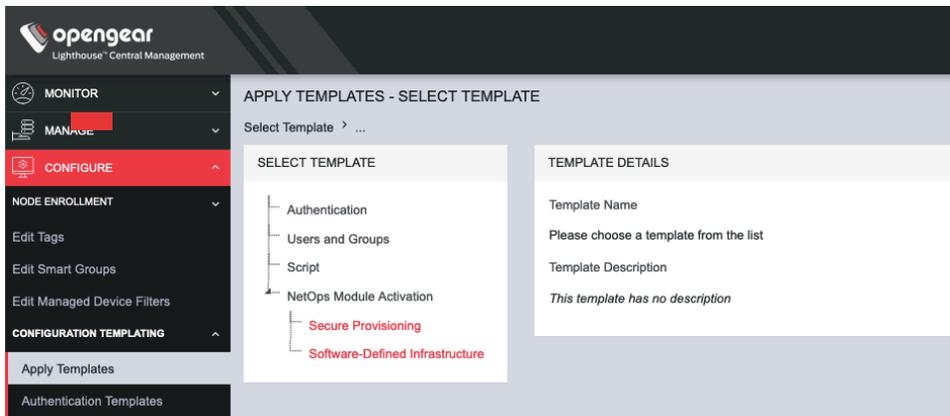 opengear
Lighthouse™ Central Management
MONITOR
MANAGE
CONFIGURE
NODE ENROLLMENT
Edit Tags
Edit Smart Groups
Edit Managed Device Filters
CONFIGURATION TEMPLATING
Apply Templates
Authentication Templates
APPLY TEMPLATES - SELECT TEMPLATE
Select Template > ...
SELECT TEMPLATE
Authentication
Users and Groups
Script
NetOps Module Activation
Secure Provisioning
Software-Defined Infrastructure
TEMPLATE DETAILS
Template Name
Please choose a template from the list
Template Description
This template has no description